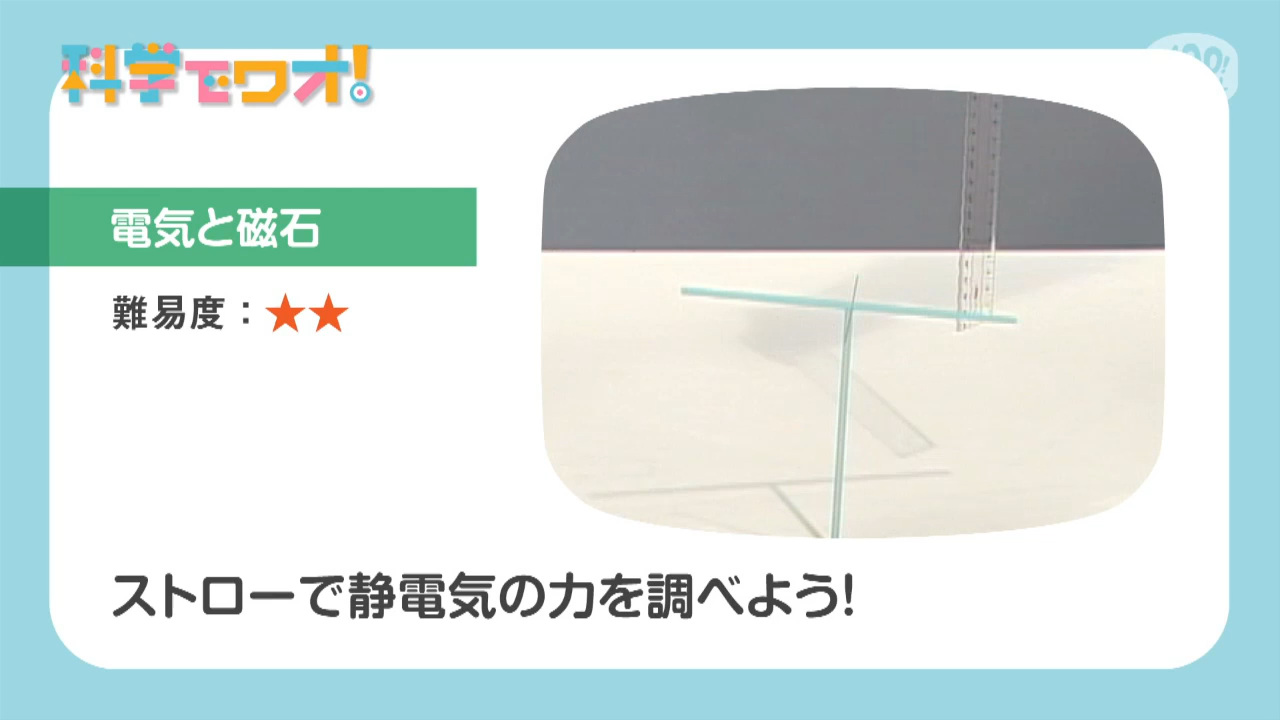 科学でワオ!
電気と磁石
難易度：★★
ストローで静電気の力を調べよう!